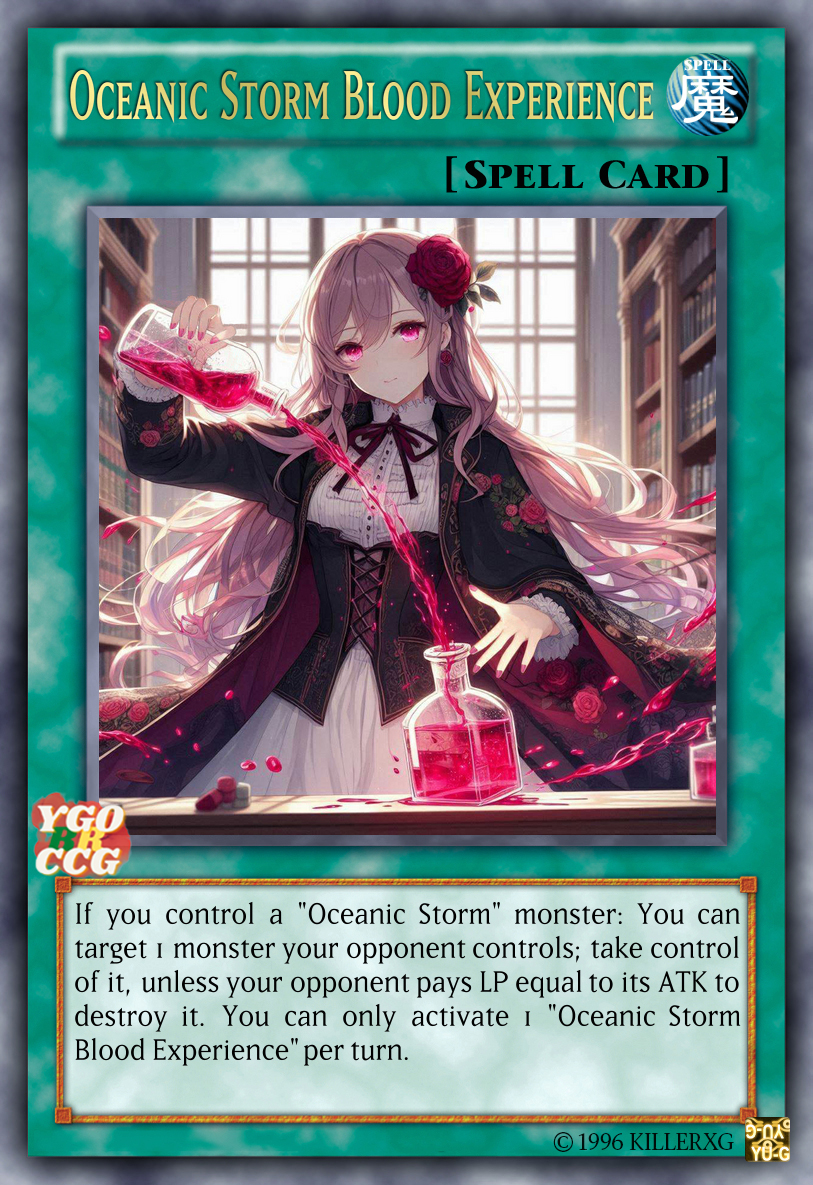 Oceanic Storm Blood Experience
SPELL
魔
[Spell Card]
YGO
BR
CCG
If you control a "Oceanic Storm" monster: You can
target 1 monster your opponent controls; take control
of it, unless your opponent pays LP equal to its ATK to
destroy it. You can only activate 1 "Oceanic Storm
Blood Experience" per turn.
© 1996 KILLERXG
YU-G